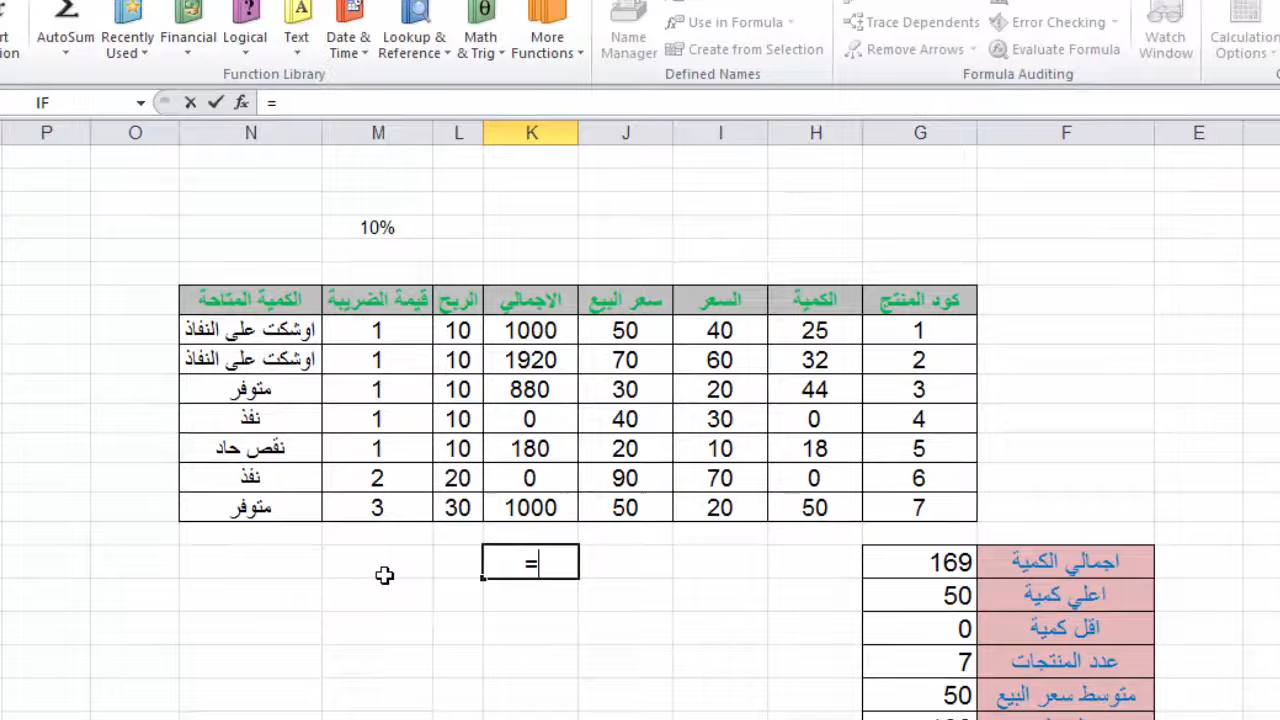 AutoSum Recently Used Financial Logical Text Date & Time Lookup & Reference Math & Trig More Functions
Function Library
Name Manager
Use in Formula
Create from Selection
Defined Names
Trace Dependents
Remove Arrows
Error Checking
Evaluate Formula
Formula Auditing
Watch Window
Calculation Options
IF fx =
P O N M L K J I H G F E
10%
كود المنتج الكمية السعر سعر البيع الاجمالي الربح قيمة الضريبة الكمية المتاحة
1 25 40 50 1000 10 1 اوشكت على النفاذ
2 32 60 70 1920 10 1 اوشكت على النفاذ
3 44 20 30 880 10 1 متوفر
4 0 30 40 0 10 1 نفذ
5 18 10 20 180 10 1 نقص حاد
6 0 70 90 0 20 2 نفذ
7 50 20 50 1000 30 3 متوفر
=
اجمالي الكمية 169
اعلي كمية 50
اقل كمية 0
عدد المنتجات 7
متوسط سعر البيع 50